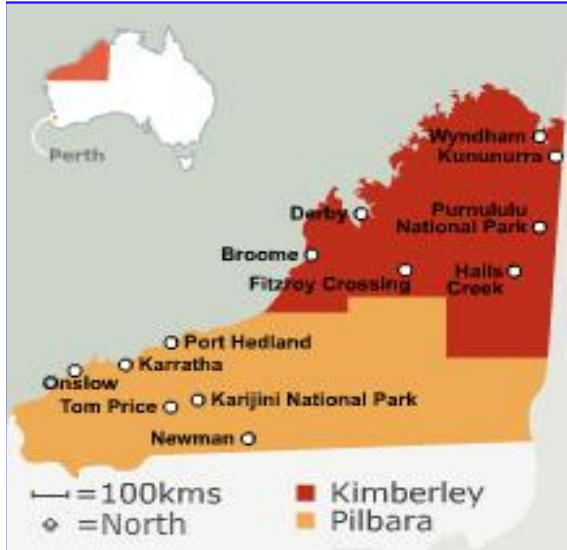 Perth
Wyndham
Kununurra
Derby
Purnululu
National Park
Broome
Fitzroy Crossing
Halls
Creek
Port Hedland
Karratha
Onslow
Tom Price
Karijini National Park
Newman
=100kms
Kimberley
=North
Pilbara